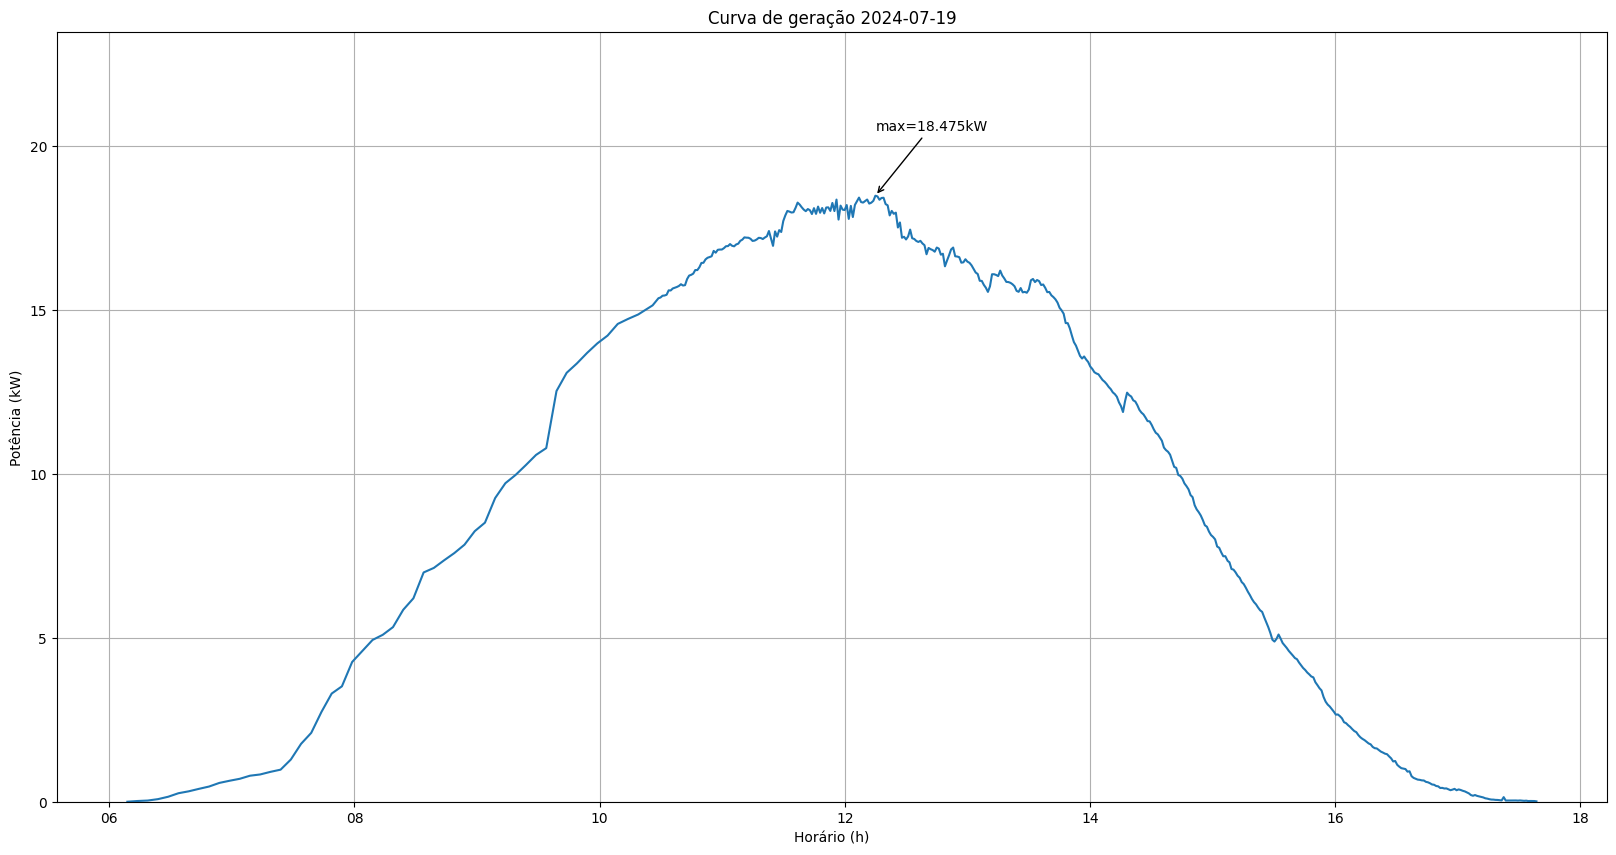 Curva de geração 2024-07-19
max=18.475kW
20
15
10
5
0
Potência (kW)
06 08 10 12 14 16 18
Horário (h)